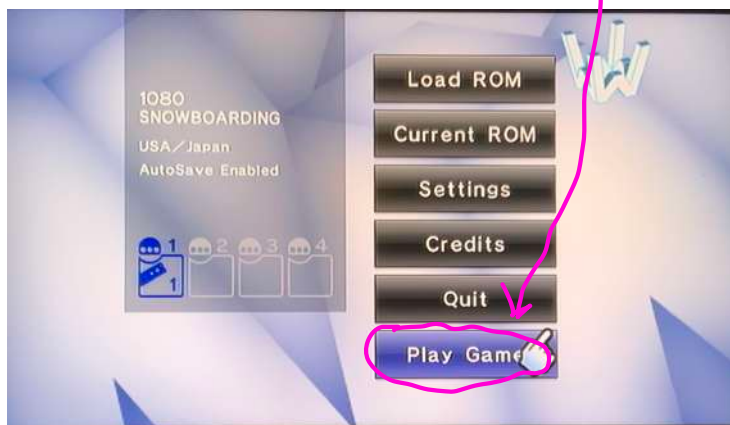 1080
SNOWBOARDING
USA/Japan
AutoSave Enabled
1 2 3 4
1
Load ROM
Current ROM
Settings
Credits
Quit
Play Game